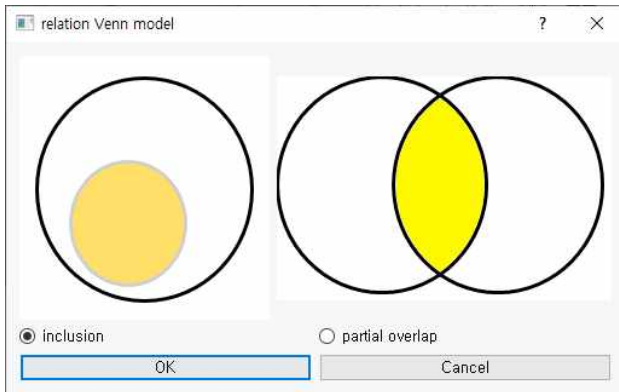 relation Venn model
inclusion
partial overlap
OK
Cancel